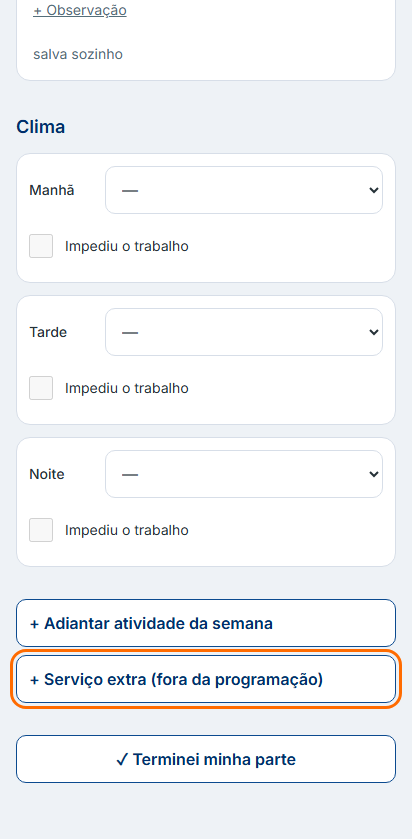 + Observação
salva sozinho
Clima
Manhã —
Impediu o trabalho
Tarde —
Impediu o trabalho
Noite —
Impediu o trabalho
+ Adiantar atividade da semana
+ Serviço extra (fora da programação)
✓ Terminei minha parte